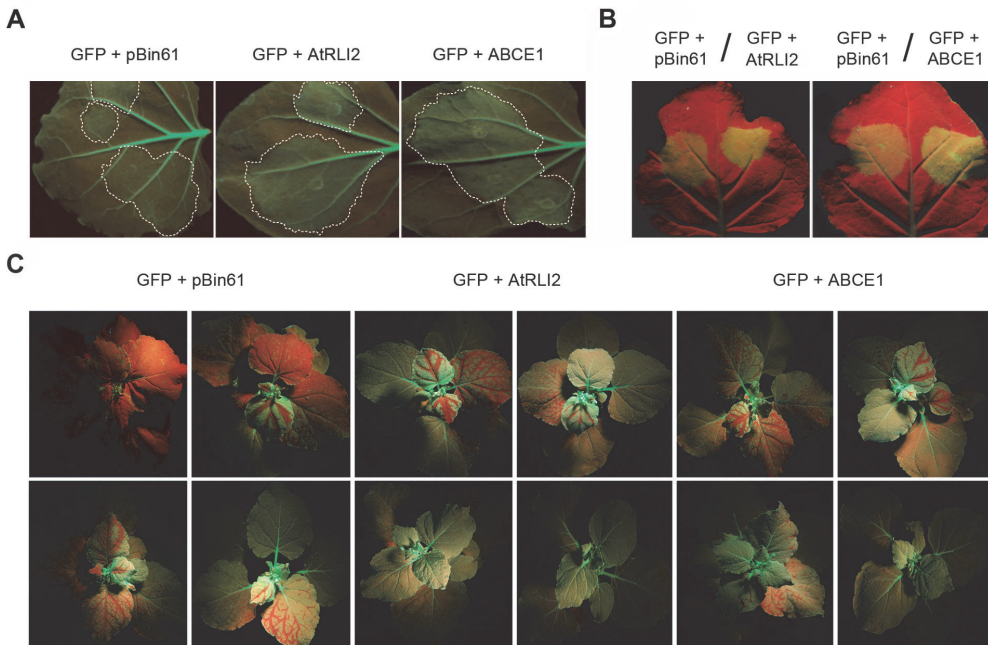 A
GFP + pBin61
GFP + AtRLI2
GFP + ABCE1
B
GFP + pBin61 / GFP + AtRLI2
GFP + pBin61 / GFP + ABCE1
C
GFP + pBin61
GFP + AtRLI2
GFP + ABCE1